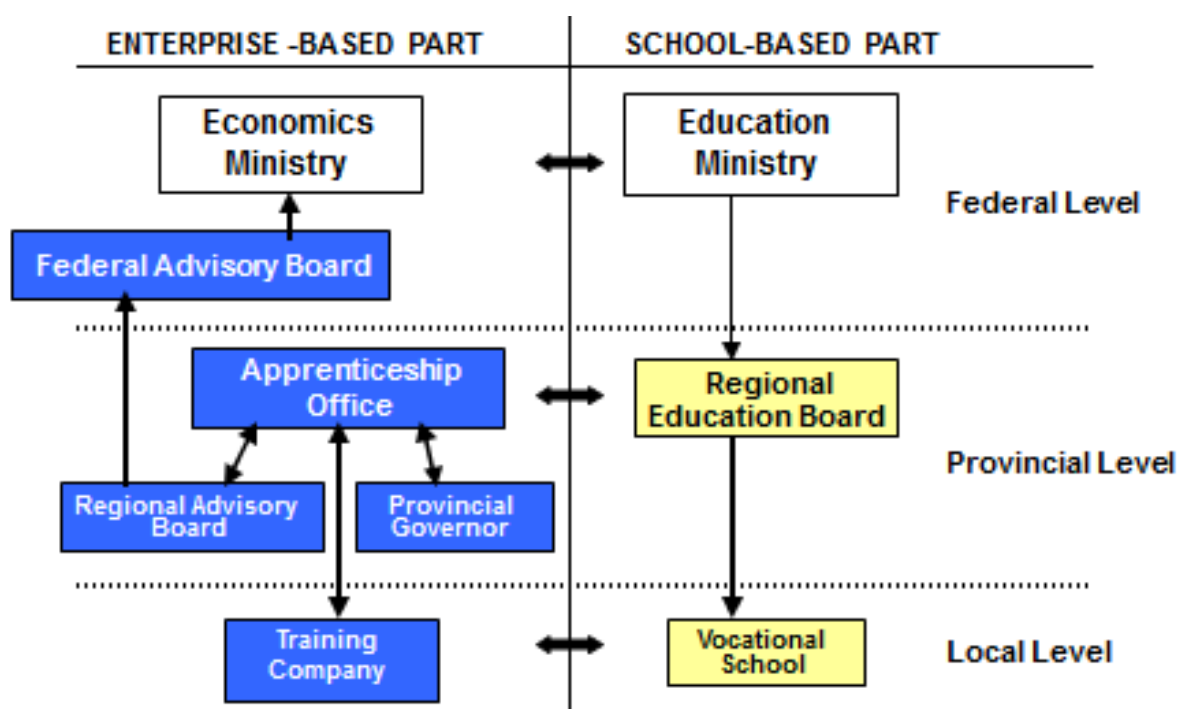 ENTERPRISE -BASED PART
SCHOOL-BASED PART
Economics
Ministry
Education
Ministry
Federal Level
Federal Advisory Board
Apprenticeship
Office
Regional
Education Board
Provincial Level
Regional Advisory
Board
Provincial
Governor
Training
Company
Vocational
School
Local Level